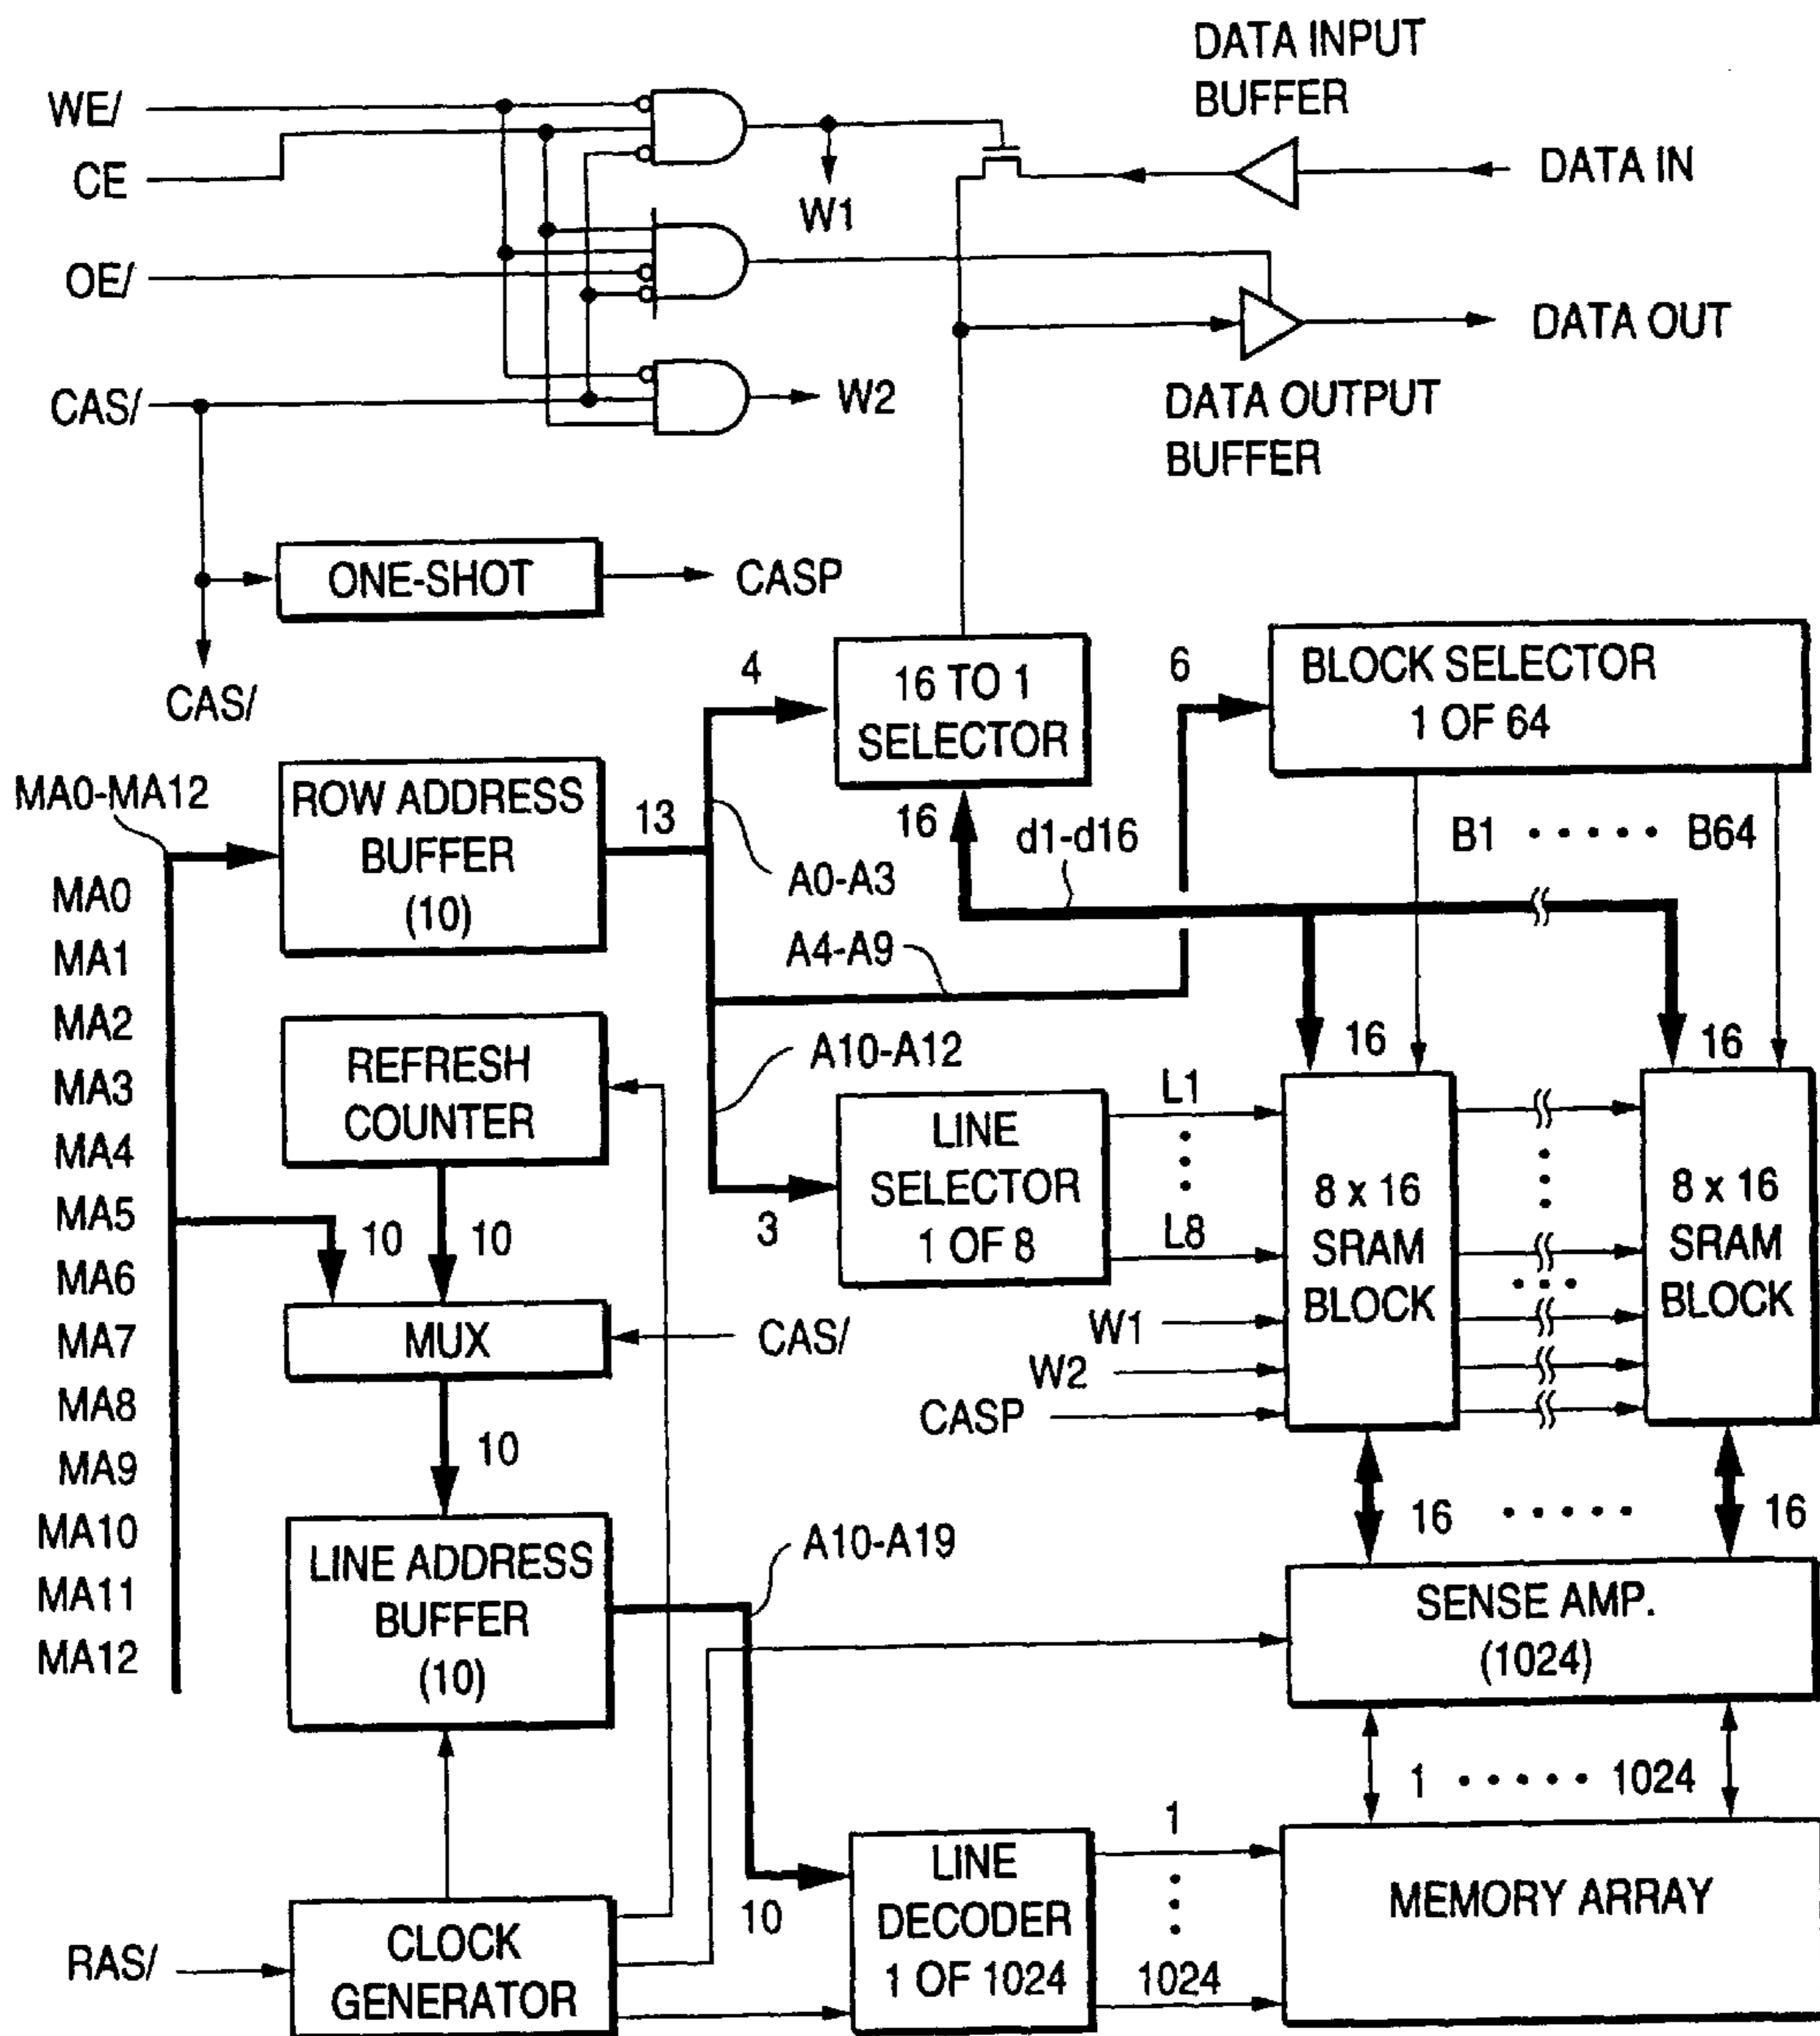 DATA INPUT
BUFFER
WE/
CE
W1
DATA IN
OE/
DATA OUT
CAS/
W2
DATA OUTPUT
BUFFER
ONE-SHOT
CASP
CAS/
4
16 TO 1
SELECTOR
6
BLOCK SELECTOR
1 OF 64
MA0-MA12
ROW ADDRESS
BUFFER
(10)
13
16
d1-d16
B1
B64
A0-A3
A4-A9
MA0
MA1
MA2
MA3
MA4
MA5
MA6
MA7
MA8
MA9
MA10
MA11
MA12
REFRESH
COUNTER
A10-A12
16
16
LINE
SELECTOR
1 OF 8
L1
L8
3
8 x 16
SRAM
BLOCK
8 x 16
SRAM
BLOCK
10
10
MUX
CAS/
W1
W2
CASP
10
16
16
LINE ADDRESS
BUFFER
(10)
A10-A19
SENSE AMP.
(1024)
1
1024
10
LINE
DECODER
1 OF 1024
1
1024
MEMORY ARRAY
RAS/
CLOCK
GENERATOR